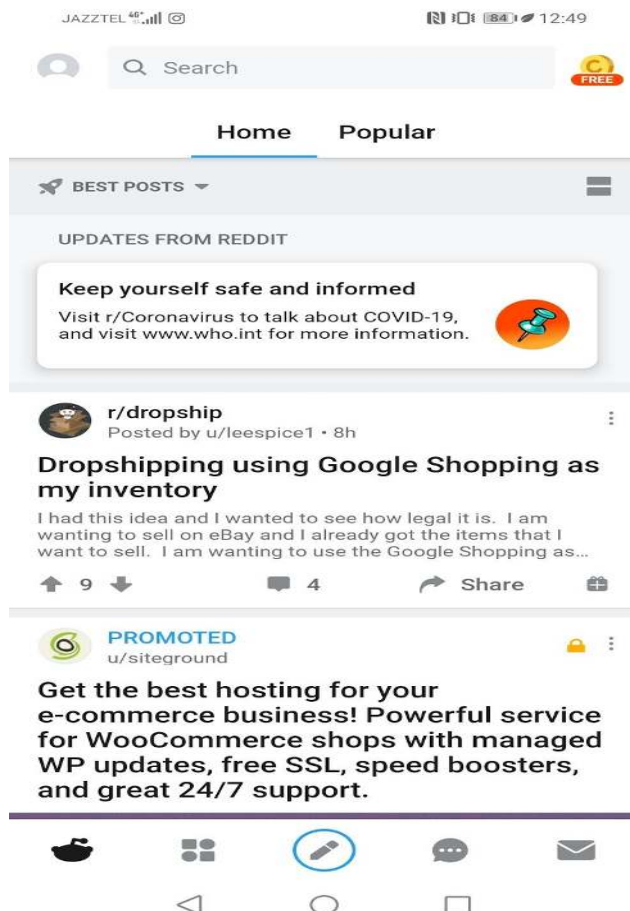 JAZZTEL 46+ 84 12:49
Search
C
FREE
Home Popular
BEST POSTS
UPDATES FROM REDDIT
Keep yourself safe and informed
Visit r/Coronavirus to talk about COVID-19,
and visit www.who.int for more information.
r/dropship
Posted by u/leespice1 • 8h
Dropshipping using Google Shopping as
my inventory
I had this idea and I wanted to see how legal it is. I am
wanting to sell on eBay and I already got the items that I
want to sell. I am wanting to use the Google Shopping as...
9 4 Share
PROMOTED
u/siteground
Get the best hosting for your
e-commerce business! Powerful service
for WooCommerce shops with managed
WP updates, free SSL, speed boosters,
and great 24/7 support.